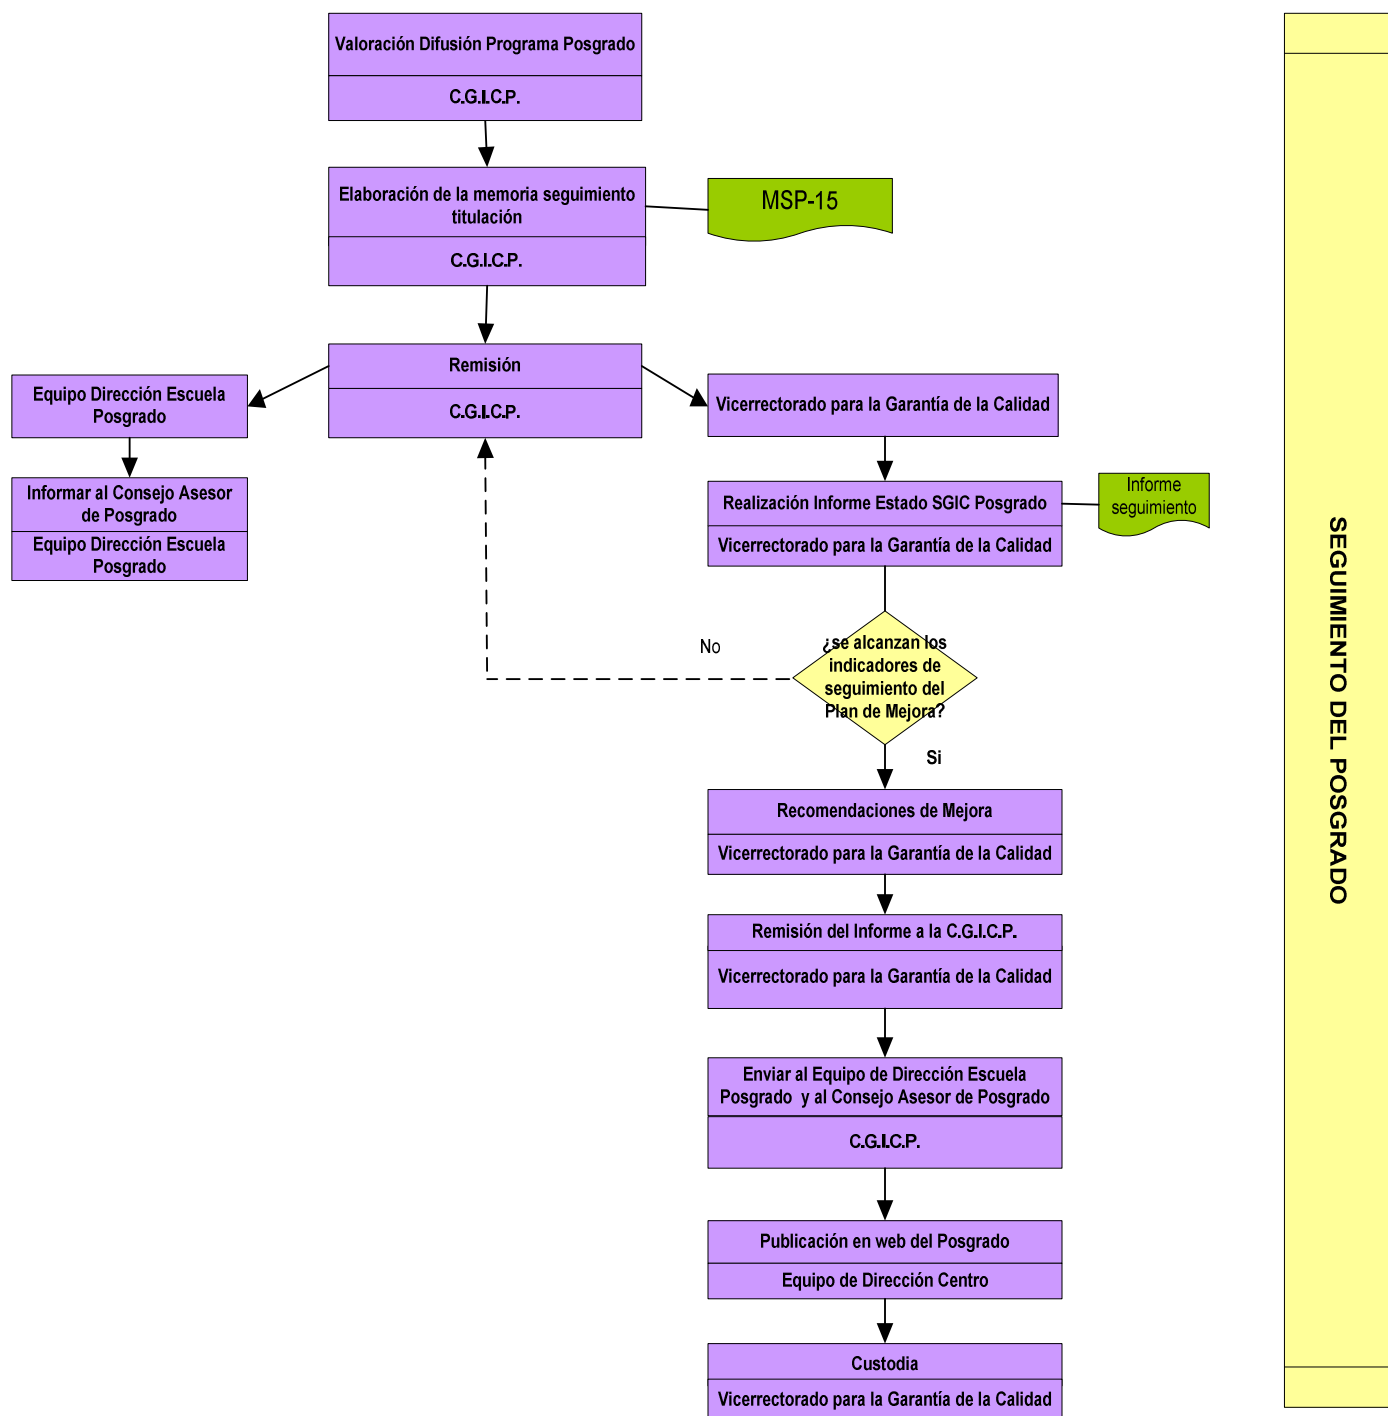 Valoración Difusión Programa Posgrado
C.G.I.C.P.
Elaboración de la memoria seguimiento
titulación
C.G.I.C.P.
MSP-15
Remisión
C.G.I.C.P.
Equipo Dirección Escuela
Posgrado
Informar al Consejo Asesor
de Posgrado
Equipo Dirección Escuela
Posgrado
Vicerrectorado para la Garantía de la Calidad
Realización Informe Estado SGIC Posgrado
Vicerrectorado para la Garantía de la Calidad
Informe
seguimiento
¿se alcanzan los
indicadores de
seguimiento del
Plan de Mejora?
No
Si
Recomendaciones de Mejora
Vicerrectorado para la Garantía de la Calidad
Remisión del Informe a la C.G.I.C.P.
Vicerrectorado para la Garantía de la Calidad
Enviar al Equipo de Dirección Escuela
Posgrado y al Consejo Asesor de Posgrado
C.G.I.C.P.
Publicación en web del Posgrado
Equipo de Dirección Centro
Custodia
Vicerrectorado para la Garantía de la Calidad
SEGUIMIENTO DEL POSGRADO